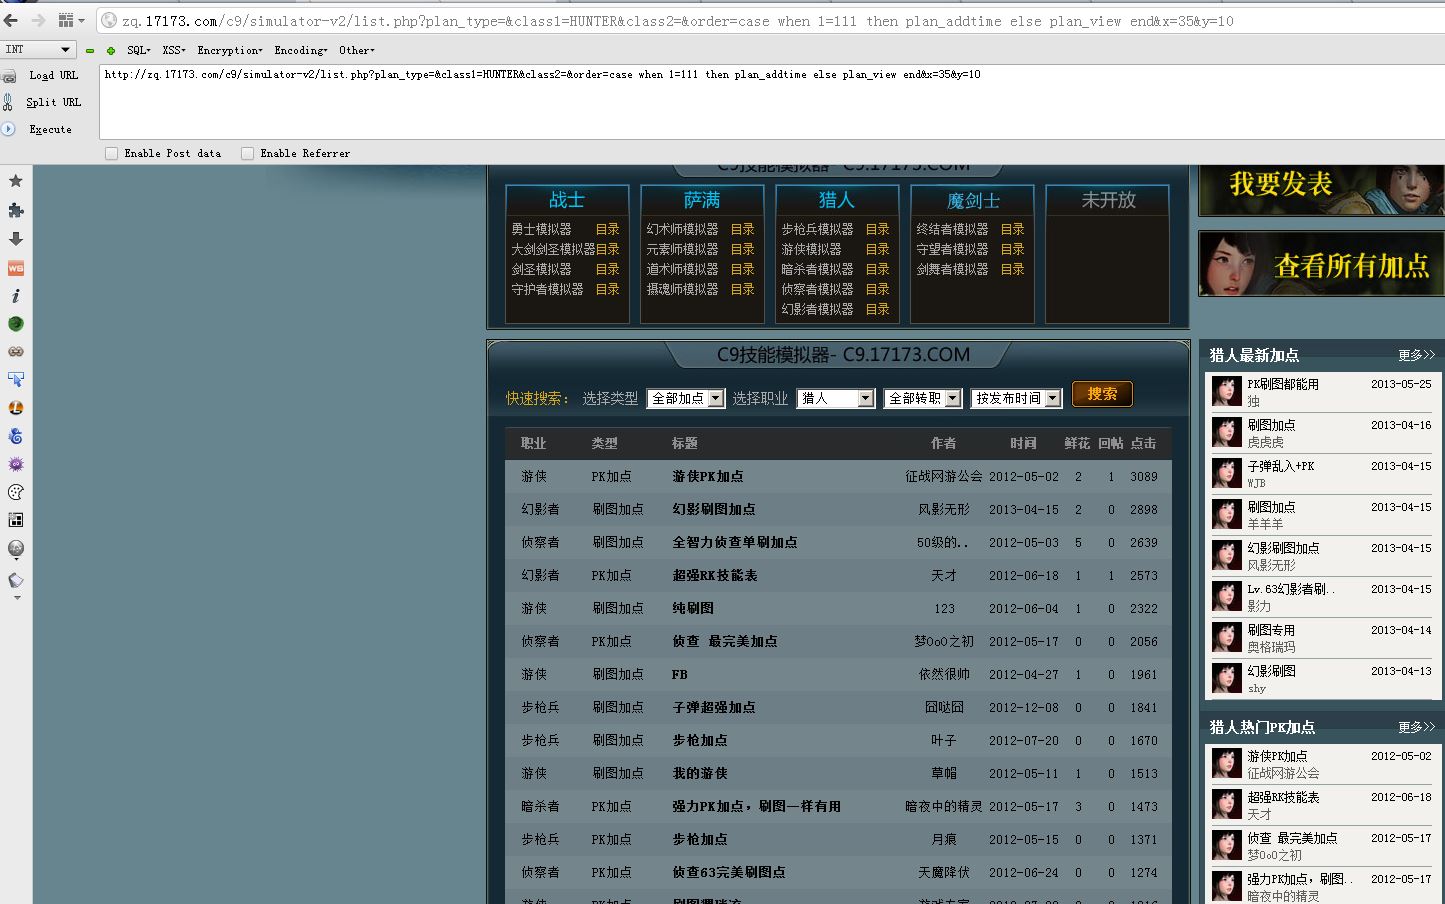 zq.17173.com/c9/simulator-v2/list.php?plan_type=&class1=HUNTER&class2=&order=case when 1=111 then plan_addtime else plan_view end&x=35&y=10
INT SQL XSS Encryption Encoding Other
Load URL
http://zq.17173.com/c9/simulator-v2/list.php?plan_type=&class1=HUNTER&class2=&order=case when 1=111 then plan_addtime else plan_view end&x=35&y=10
Split URL
Execute
Enable Post data Enable Referrer
C9技能模拟器- C9.17173.COM
战士 萨满 猎人 魔剑士 未开放
勇士模拟器 目录 幻术师模拟器 目录 步枪兵模拟器 目录 终结者模拟器 目录
大剑剑圣模拟器目录 元素师模拟器 目录 游侠模拟器 目录 守望者模拟器 目录
剑圣模拟器 目录 道术师模拟器 目录 暗杀者模拟器 目录 剑舞者模拟器 目录
守护者模拟器 目录 摄魂师模拟器 目录 侦察者模拟器 目录
幻影者模拟器 目录
我要发表
查看所有加点
C9技能模拟器- C9.17173.COM
快速搜索: 选择类型 全部加点 选择职业 猎人 全部转职 按发布时间 搜索
职业 类型 标题 作者 时间 鲜花 回帖 点击
游侠 PK加点 游侠PK加点 征战网游公会 2012-05-02 2 1 3089
幻影者 刷图加点 幻影刷图加点 风影无形 2013-04-15 2 0 2898
侦察者 刷图加点 全智力侦查单刷加点 50级的.. 2012-05-03 5 0 2639
幻影者 PK加点 超强RK技能表 天才 2012-06-18 1 1 2573
游侠 刷图加点 纯刷图 123 2012-06-04 1 0 2322
侦察者 PK加点 侦查 最完美加点 梦OoO之初 2012-05-17 0 0 2056
游侠 刷图加点 FB 依然很帅 2012-04-27 1 0 1961
步枪兵 刷图加点 子弹超强加点 囧哒囧 2012-12-08 0 0 1841
步枪兵 刷图加点 步枪加点 叶子 2012-07-20 0 0 1670
游侠 刷图加点 我的游侠 草帽 2012-05-11 1 0 1513
暗杀者 PK加点 强力PK加点，刷图一样有用 暗夜中的精灵 2012-05-17 3 0 1473
步枪兵 PK加点 步枪加点 月痕 2012-05-15 0 0 1371
侦察者 PK加点 侦查63完美刷图点 天魔降伏 2012-06-24 0 0 1274
猎人最新加点 更多>>
PK刷图都能用 2013-05-25
独
刷图加点 2013-04-16
虎虎虎
子弹乱入+PK 2013-04-15
WJB
刷图加点 2013-04-15
羊羊羊
幻影刷图加点 2013-04-15
风影无形
Lv.63幻影者刷.. 2013-04-15
影力
刷图专用 2013-04-14
奥格瑞玛
幻影刷图 2013-04-13
shy
猎人热门PK加点 更多>>
游侠PK加点 2012-05-02
征战网游公会
超强RK技能表 2012-06-18
天才
侦查 最完美加点 2012-05-17
梦OoO之初
强力PK加点，刷图.. 2012-05-17
暗夜中的精灵